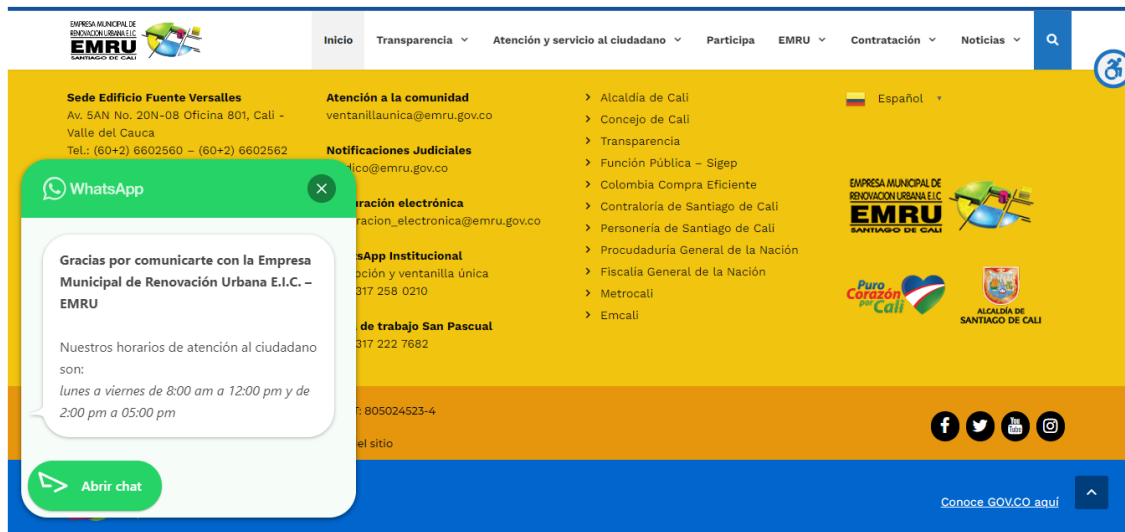 EMPRESA MUNICIPAL DE
RENOVACION URBANA E.I.C
EMRU
SANTIAGO DE CALI
Inicio
Transparencia
Atención y servicio al ciudadano
Participa
EMRU
Contratación
Noticias
Sede Edificio Fuente Versalles
Av. 5AN No. 20N-08 Oficina 801, Cali -
Valle del Cauca
Tel.: (60+2) 6602560 – (60+2) 6602562
Atención a la comunidad
ventanillaunica@emru.gov.co
Notificaciones Judiciales
dico@emru.gov.co
uración electrónica
racion_electronica@emru.gov.co
sApp Institucional
ción y ventanilla única
317 258 0210
de trabajo San Pascual
317 222 7682
Alcaldía de Cali
Concejo de Cali
Transparencia
Función Pública – Sigep
Colombia Compra Eficiente
Contraloría de Santiago de Cali
Personería de Santiago de Cali
Procudaduría General de la Nación
Fiscalía General de la Nación
Metrocali
Emcali
Español
EMPRESA MUNICIPAL DE
RENOVACION URBANA E.I.C
EMRU
SANTIAGO DE CALI
Puro
Corazón
por Cali
ALCALDÍA DE
SANTIAGO DE CALI
WhatsApp
Gracias por comunicarte con la Empresa
Municipal de Renovación Urbana E.I.C. –
EMRU
Nuestros horarios de atención al ciudadano
son:
lunes a viernes de 8:00 am a 12:00 pm y de
2:00 pm a 05:00 pm
Abrir chat
T: 805024523-4
el sitio
You
Tube
Conoce GOV.CO aquí